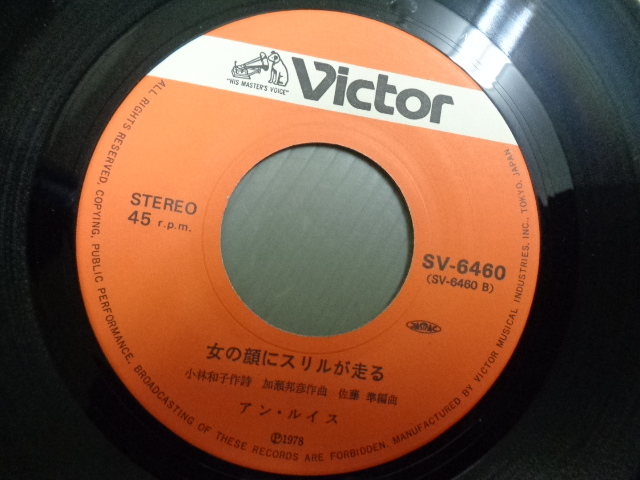 "HIS MASTER'S VOICE"
Victor
STEREO
45 r.p.m.
SV-6460
(SV-6460 B)
女の顔にスリルが走る
小林和子作詩 加瀬邦彦作曲 佐藤 準編曲
アン・ルイス
Ⓟ1978
ALL RIGHTS RESERVED. COPYING, PUBLIC PERFORMANCE, BROADCASTING OF THESE RECORDS ARE FORBIDDEN. MANUFACTURED BY VICTOR MUSICAL INDUSTRIES, INC., TOKYO, JAPAN